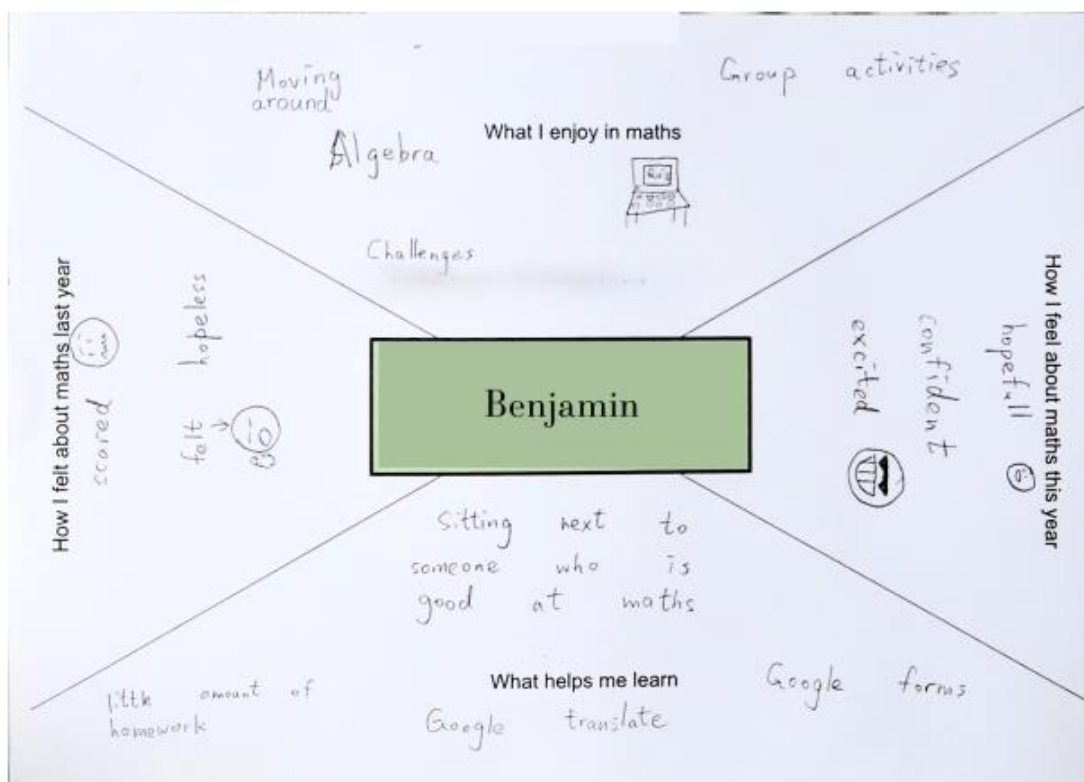 Moving
around
Group activities
What I enjoy in maths
Algebra
Quiz
Challenges
How I felt about maths last year
scared
felt hopeless
Benjamin
How I feel about maths this year
hopefull
confident
excited
Sitting next to
someone who is
good at maths
What helps me learn
little amount of
homework
Google translate
Google forms